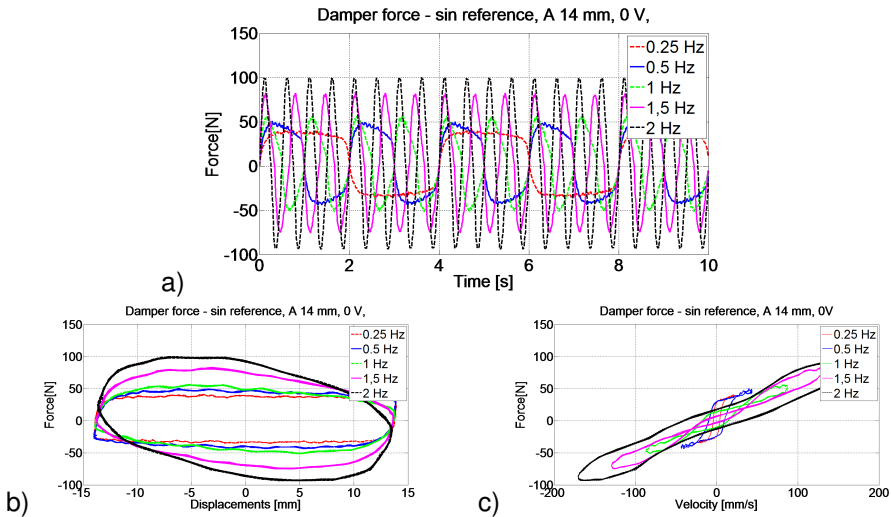 Damper force - sin reference, A 14 mm, 0 V,
150
100
50
0
-50
-100
Force[N]
0.25 Hz
0.5 Hz
1 Hz
1,5 Hz
2 Hz
0 2 4 6 8 10
Time [s]
a)
Damper force - sin reference, A 14 mm, 0 V,
150
100
50
0
-50
-100
Force[N]
0.25 Hz
0.5 Hz
1 Hz
1,5 Hz
2 Hz
-15 -10 -5 0 5 10 15
Displacements [mm]
b)
Damper force - sin reference, A 14 mm, 0V
150
100
50
0
-50
-100
Force[N]
0.25 Hz
0.5 Hz
1 Hz
1,5 Hz
2 Hz
-200 -100 0 100 200
Velocity [mm/s]
c)